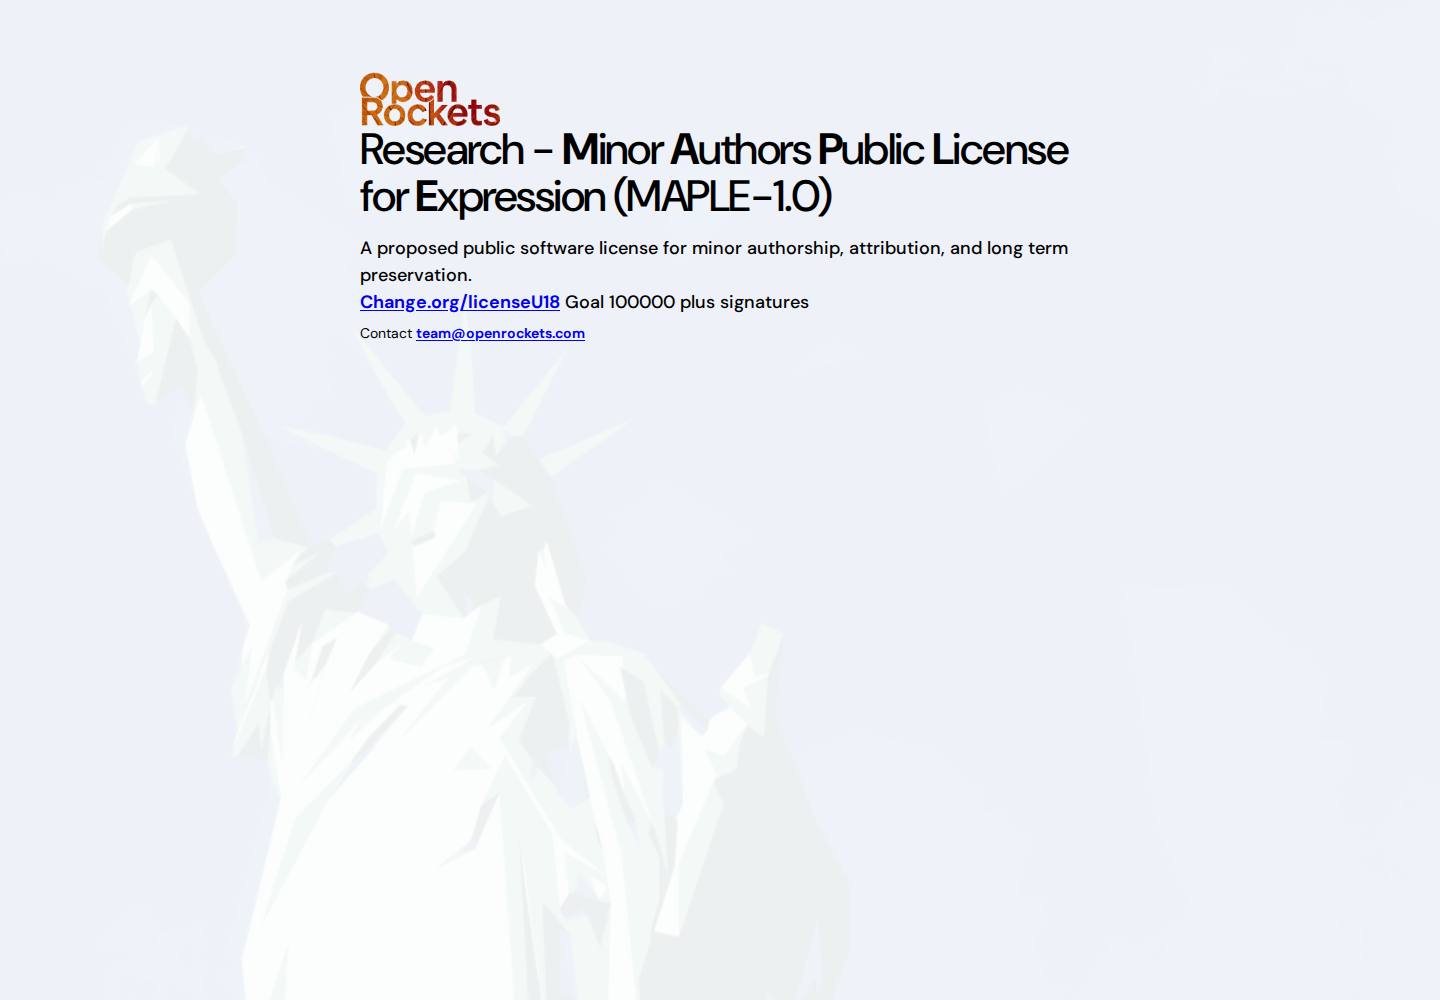 Open
Rockets
Research - Minor Authors Public License
for Expression (MAPLE-1.0)
A proposed public software license for minor authorship, attribution, and long term
preservation.
Change.org/licenseU18 Goal 100000 plus signatures
Contact team@openrockets.com